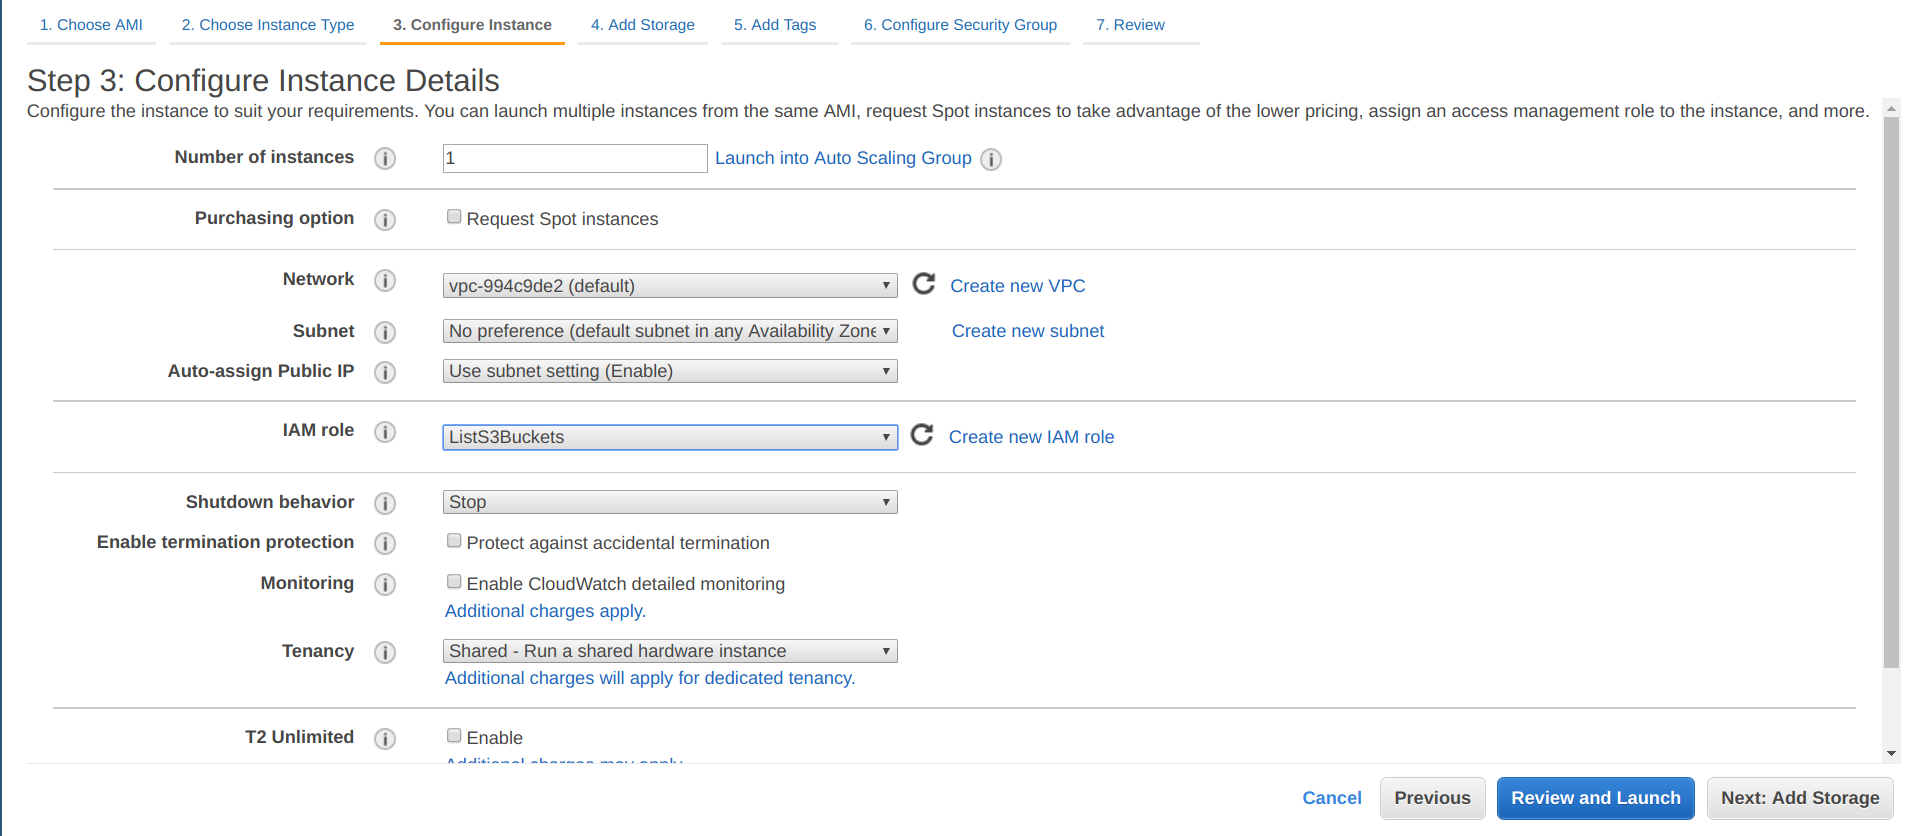 1. Choose AMI 2. Choose Instance Type 3. Configure Instance 4. Add Storage 5. Add Tags 6. Configure Security Group 7. Review
Step 3: Configure Instance Details
Configure the instance to suit your requirements. You can launch multiple instances from the same AMI, request Spot instances to take advantage of the lower pricing, assign an access management role to the instance, and more.
Number of instances 1 Launch into Auto Scaling Group
Purchasing option Request Spot instances
Network vpc-994c9de2 (default) Create new VPC
Subnet No preference (default subnet in any Availability Zone Create new subnet
Auto-assign Public IP Use subnet setting (Enable)
IAM role ListS3Buckets Create new IAM role
Shutdown behavior Stop
Enable termination protection Protect against accidental termination
Monitoring Enable CloudWatch detailed monitoring
Additional charges apply.
Tenancy Shared - Run a shared hardware instance
Additional charges will apply for dedicated tenancy.
T2 Unlimited Enable
Additional charges may apply
Cancel Previous Review and Launch Next: Add Storage